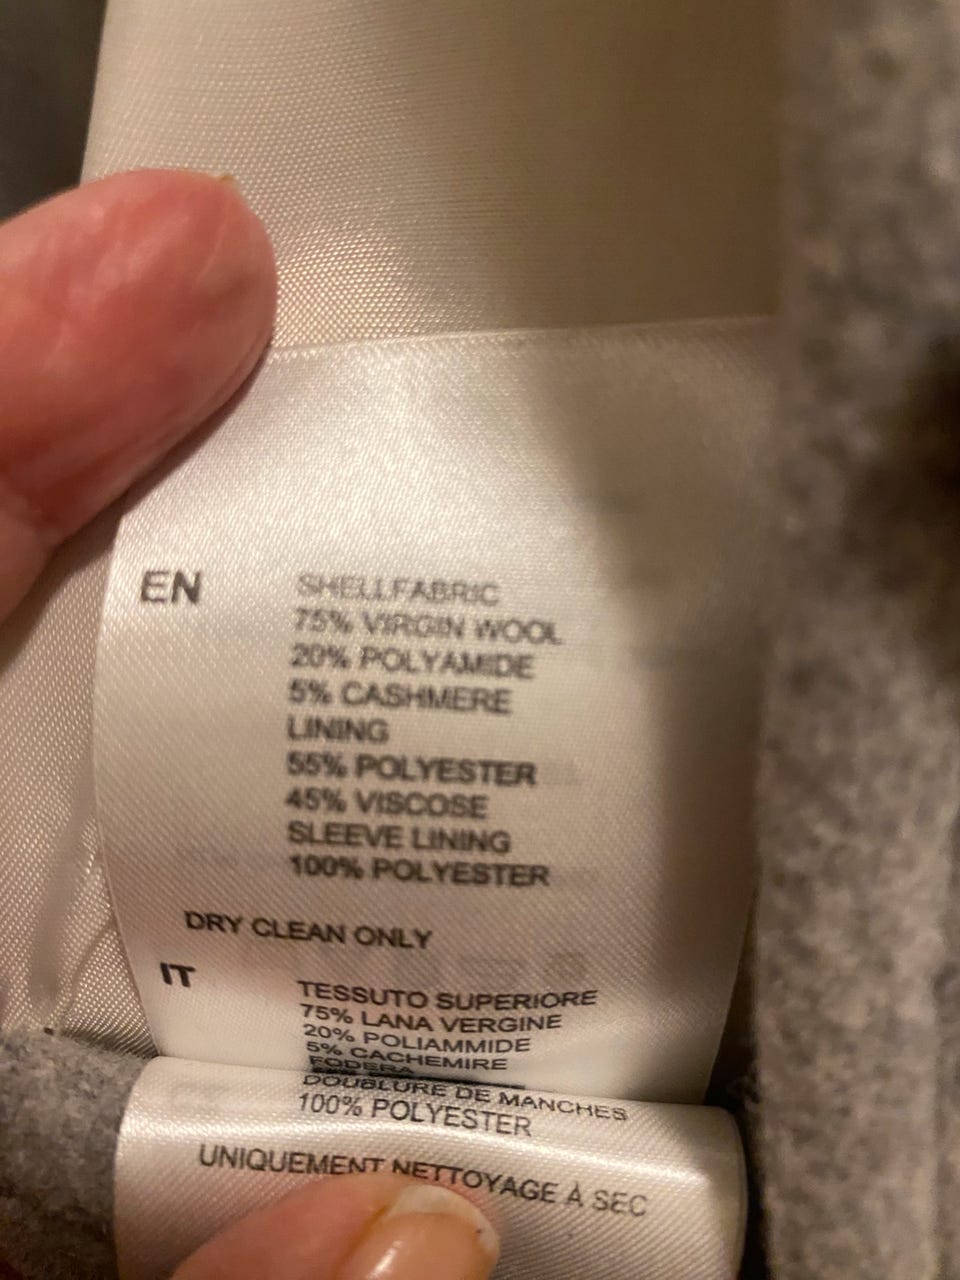 EN
SHELLFABRIC
75% VIRGIN WOOL
20% POLYAMIDE
5% CASHMERE
LINING
55% POLYESTER
45% VISCOSE
SLEEVE LINING
100% POLYESTER
DRY CLEAN ONLY
IT
TESSUTO SUPERIORE
75% LANA VERGINE
20% POLIAMMIDE
5% CACHEMIRE
FODERA
DOUBLURE DE MANCHES
100% POLYESTER
UNIQUEMENT NETTOYAGE À SEC